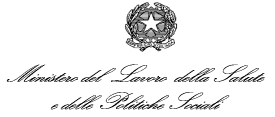 Ministero del Lavoro della Salute
e delle Politiche Sociali